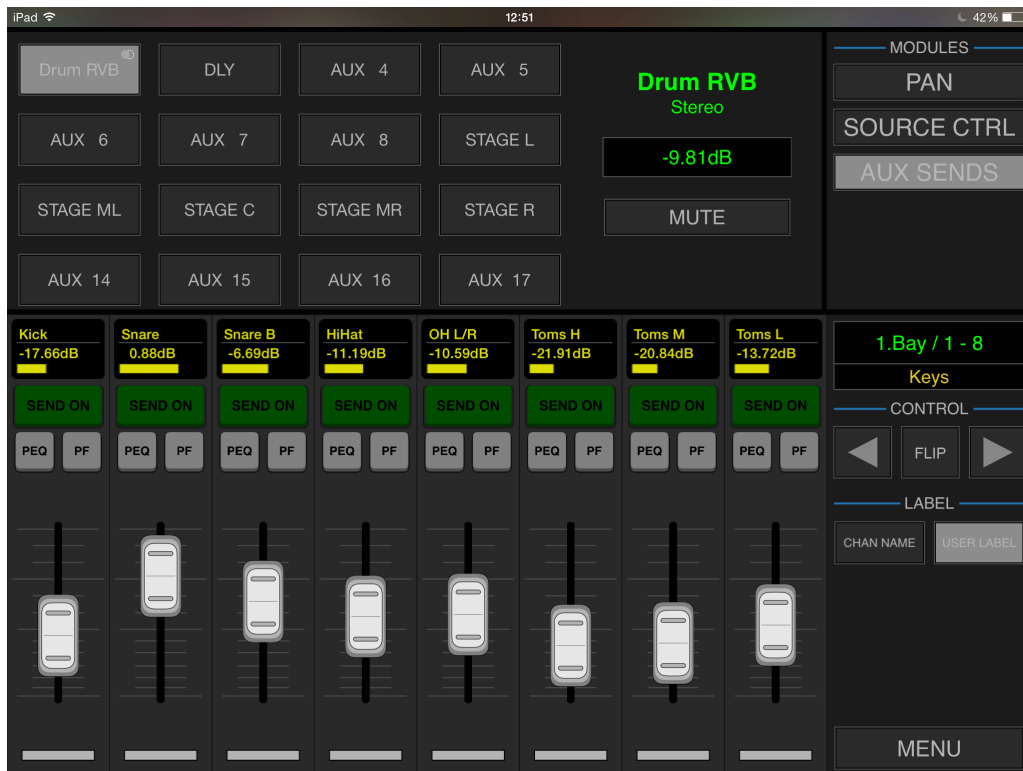 iPad 12:51 42%
Drum RVB DLY AUX 4 AUX 5
AUX 6 AUX 7 AUX 8 STAGE L
STAGE ML STAGE C STAGE MR STAGE R
AUX 14 AUX 15 AUX 16 AUX 17
Drum RVB
Stereo
-9.81dB
MUTE
MODULES
PAN
SOURCE CTRL
AUX SENDS
Kick Snare Snare B HiHat OH L/R Toms H Toms M Toms L
-17.66dB 0.88dB -6.69dB -11.19dB -10.59dB -21.91dB -20.84dB -13.72dB
SEND ON SEND ON SEND ON SEND ON SEND ON SEND ON SEND ON SEND ON
PEQ PF PEQ PF PEQ PF PEQ PF PEQ PF PEQ PF PEQ PF PEQ PF
1.Bay / 1 - 8
Keys
CONTROL
FLIP
LABEL
CHAN NAME USER LABEL
MENU